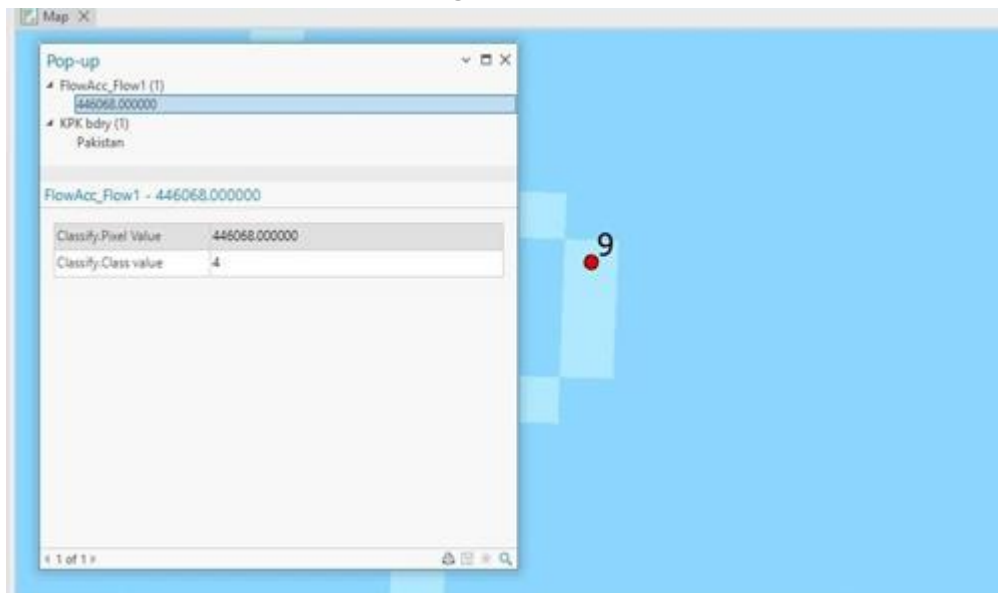 Map
Pop-up
FlowAcc_Flow1 (1)
446068.000000
KPK bdry (1)
Pakistan
FlowAcc_Flow1 - 446068.000000
Classify.Pixel Value 446068.000000
Classify.Class value 4
9
1 of 1